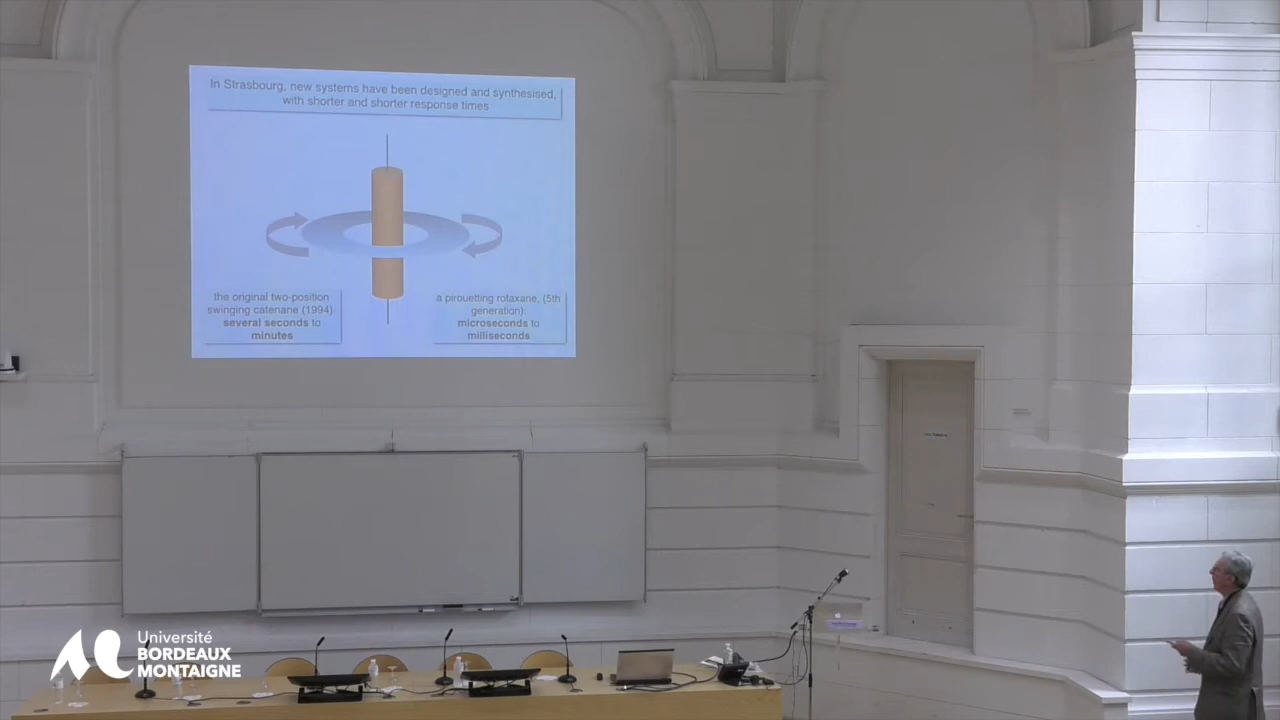 In Strasbourg, new systems have been designed and synthesised,
with shorter and shorter response times
the original two-position
swinging catenane (1994)
several seconds to
minutes
a pirouetting rotaxane, (5th
generation).
microseconds to
milliseconds
Université
BORDEAUX
MONTAIGNE